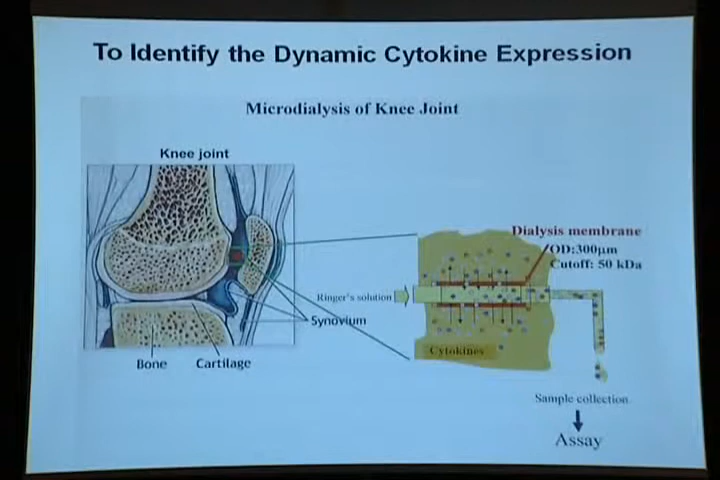 To Identify the Dynamic Cytokine Expression
Microdialysis of Knee Joint
Knee joint
Dialysis membrane
OD:300μm
Cutoff: 50 kDa
Ringer's solution
Synovium
Cytokines
Bone
Cartilage
Sample collection
Assay